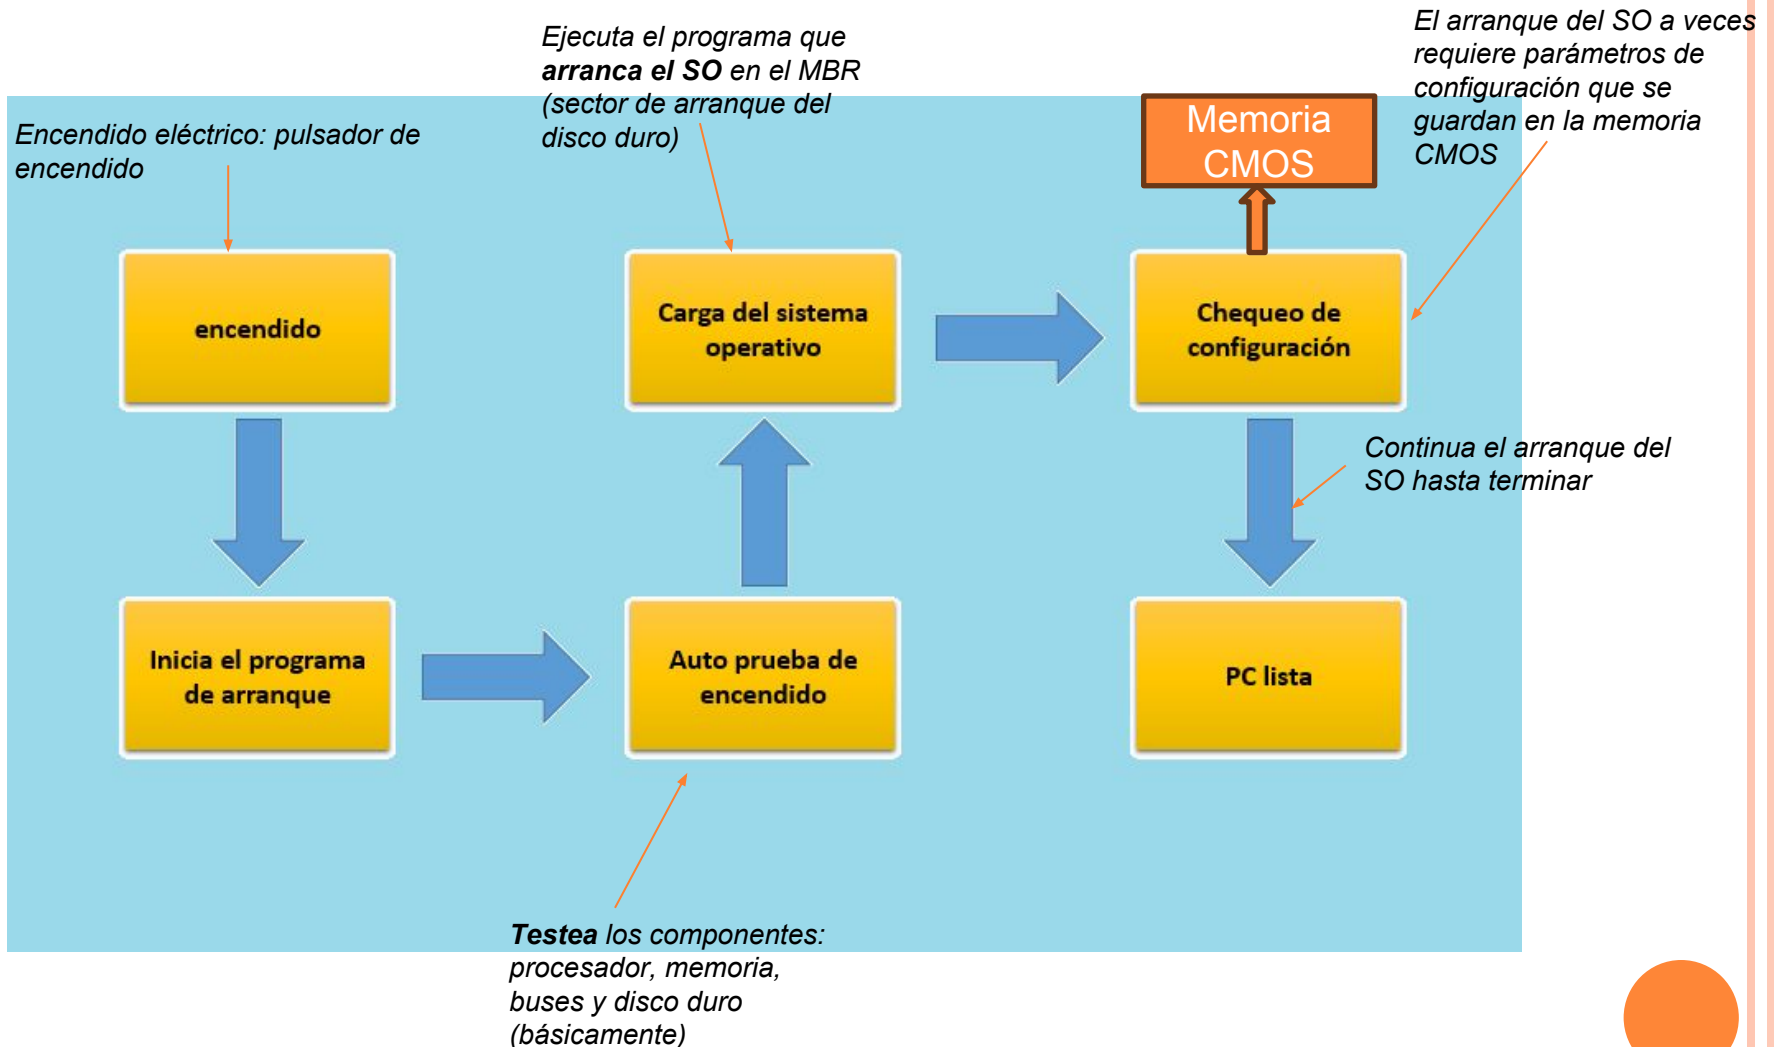 Encendido eléctrico: pulsador de
encendido
Ejecuta el programa que
arranca el SO en el MBR
(sector de arranque del
disco duro)
Memoria
CMOS
El arranque del SO a veces
requiere parámetros de
configuración que se
guardan en la memoria
CMOS
encendido
Carga del sistema
operativo
Chequeo de
configuración
Continua el arranque del
SO hasta terminar
Inicia el programa
de arranque
Auto prueba de
encendido
PC lista
Testea los componentes:
procesador, memoria,
buses y disco duro
(básicamente)